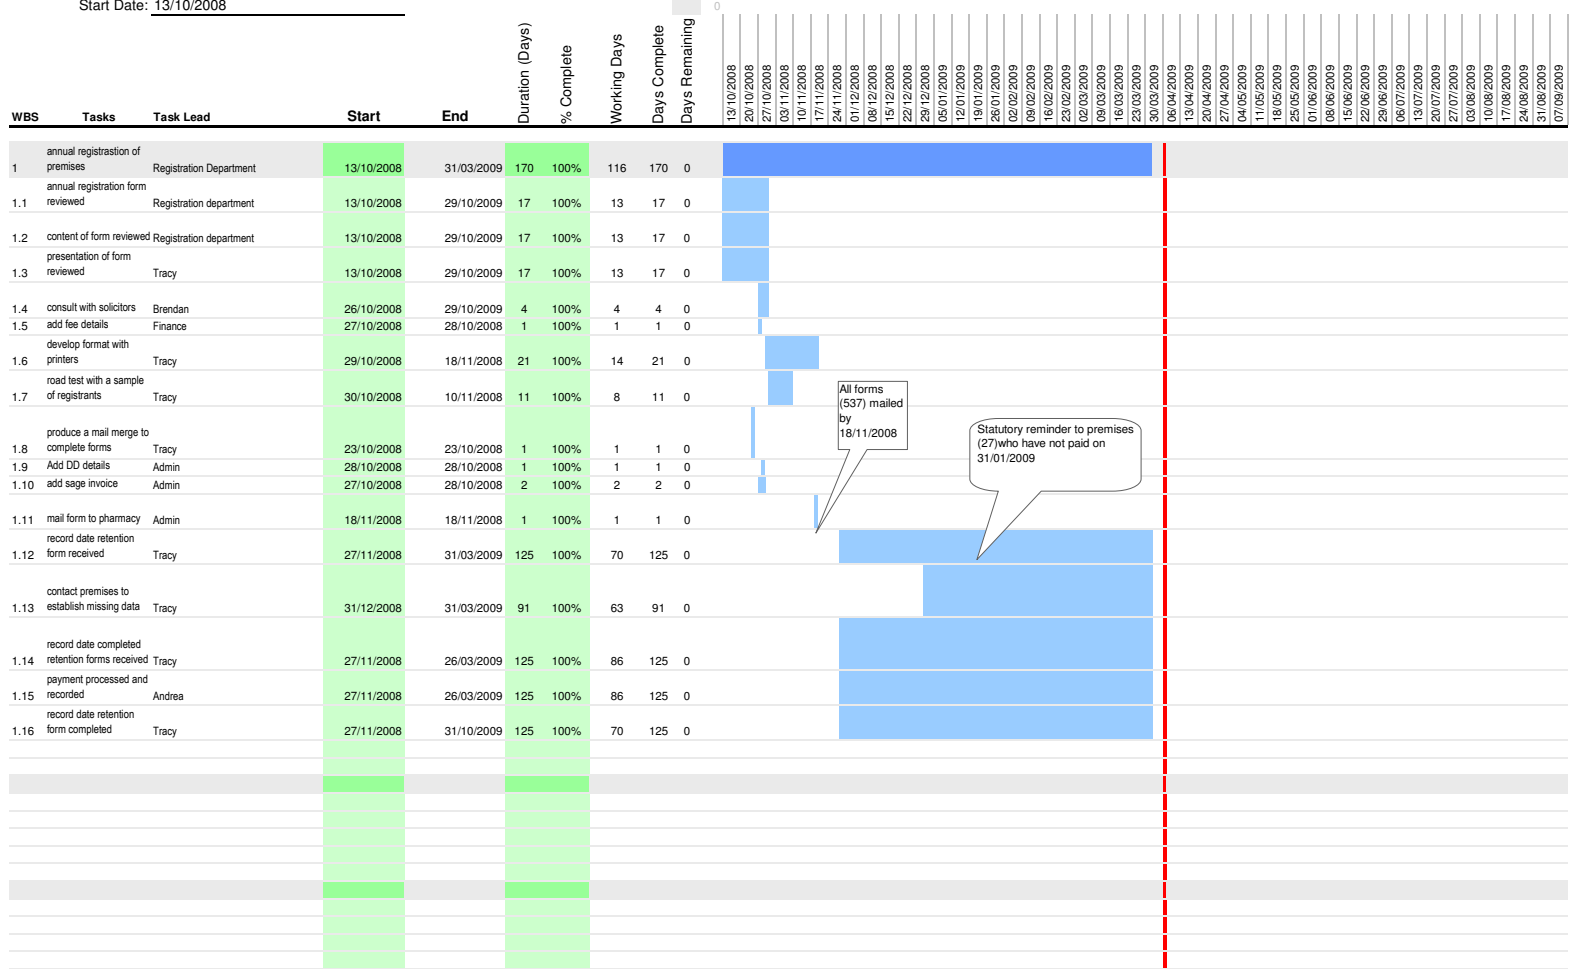 Start Date: 13/10/2008
0
WBS Tasks Task Lead Start End Duration (Days) % Complete Working Days Days Complete Days Remaining 13/10/2008 20/10/2008 27/10/2008 03/11/2008 10/11/2008 17/11/2008 24/11/2008 01/12/2008 08/12/2008 15/12/2008 22/12/2008 29/12/2008 05/01/2009 12/01/2009 19/01/2009 26/01/2009 02/02/2009 09/02/2009 16/02/2009 23/02/2009 02/03/2009 09/03/2009 16/03/2009 23/03/2009 30/03/2009 06/04/2009 13/04/2009 20/04/2009 27/04/2009 04/05/2009 11/05/2009 18/05/2009 25/05/2009 01/06/2009 08/06/2009 15/06/2009 22/06/2009 29/06/2009 06/07/2009 13/07/2009 20/07/2009 27/07/2009 03/08/2009 10/08/2009 17/08/2009 24/08/2009 31/08/2009 07/09/2009
annual registrastion of
1 premises Registration Department 13/10/2008 31/03/2009 170 100% 116 170 0
annual registration form
1.1 reviewed Registration department 13/10/2008 29/10/2009 17 100% 13 17 0
1.2 content of form reviewed Registration department 13/10/2008 29/10/2009 17 100% 13 17 0
presentation of form
1.3 reviewed Tracy 13/10/2008 29/10/2009 17 100% 13 17 0
1.4 consult with solicitors Brendan 26/10/2008 29/10/2009 4 100% 4 4 0
1.5 add fee details Finance 27/10/2008 28/10/2008 1 100% 1 1 0
develop format with
1.6 printers Tracy 29/10/2008 18/11/2008 21 100% 14 21 0
road test with a sample
1.7 of registrants Tracy 30/10/2008 10/11/2008 11 100% 8 11 0
All forms
(537) mailed
by
18/11/2008
Statutory reminder to premises
(27)who have not paid on
31/01/2009
produce a mail merge to
1.8 complete forms Tracy 23/10/2008 23/10/2008 1 100% 1 1 0
1.9 Add DD details Admin 28/10/2008 28/10/2008 1 100% 1 1 0
1.10 add sage invoice Admin 27/10/2008 28/10/2008 2 100% 2 2 0
1.11 mail form to pharmacy Admin 18/11/2008 18/11/2008 1 100% 1 1 0
record date retention
1.12 form received Tracy 27/11/2008 31/03/2009 125 100% 70 125 0
contact premises to
1.13 establish missing data Tracy 31/12/2008 31/03/2009 91 100% 63 91 0
record date completed
1.14 retention forms received Tracy 27/11/2008 26/03/2009 125 100% 86 125 0
payment processed and
1.15 recorded Andrea 27/11/2008 26/03/2009 125 100% 86 125 0
record date retention
1.16 form completed Tracy 27/11/2008 31/10/2009 125 100% 70 125 0